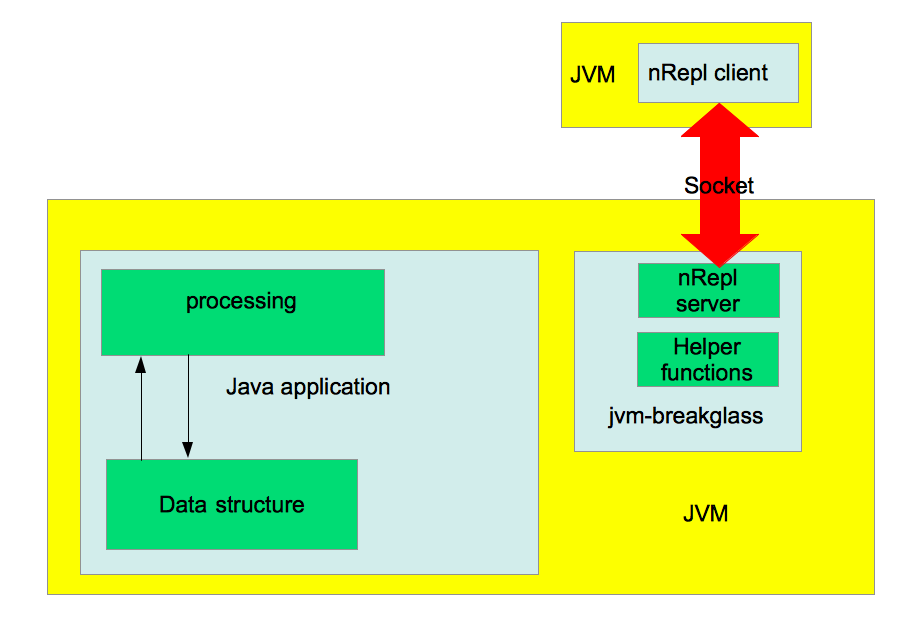 JVM
nRepl client
Socket
processing
Java application
Data structure
nRepl
server
Helper
functions
jvm-breakglass
JVM